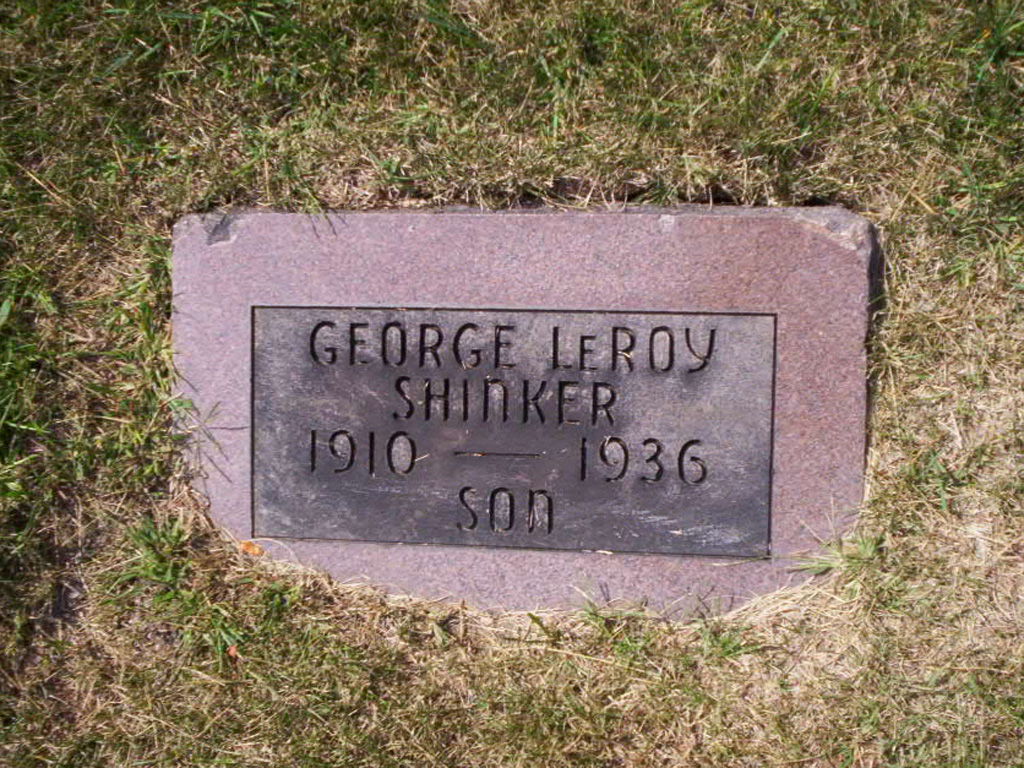 GEORGE LEROY
SHINKER
1910 — 1936
SON